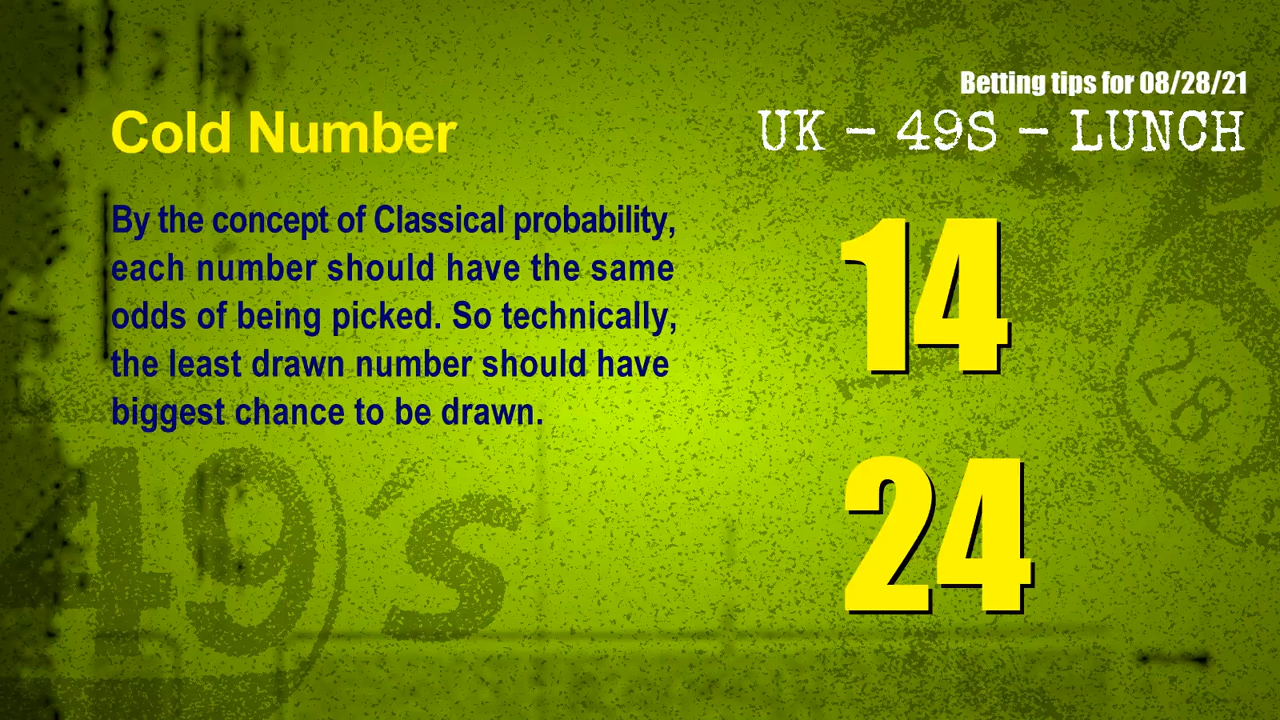 Betting tips for 08/28/21
UK - 49S - LUNCH
Cold Number
By the concept of Classical probability,
each number should have the same
odds of being picked. So technically,
the least drawn number should have
biggest chance to be drawn.
14
24
28
49's